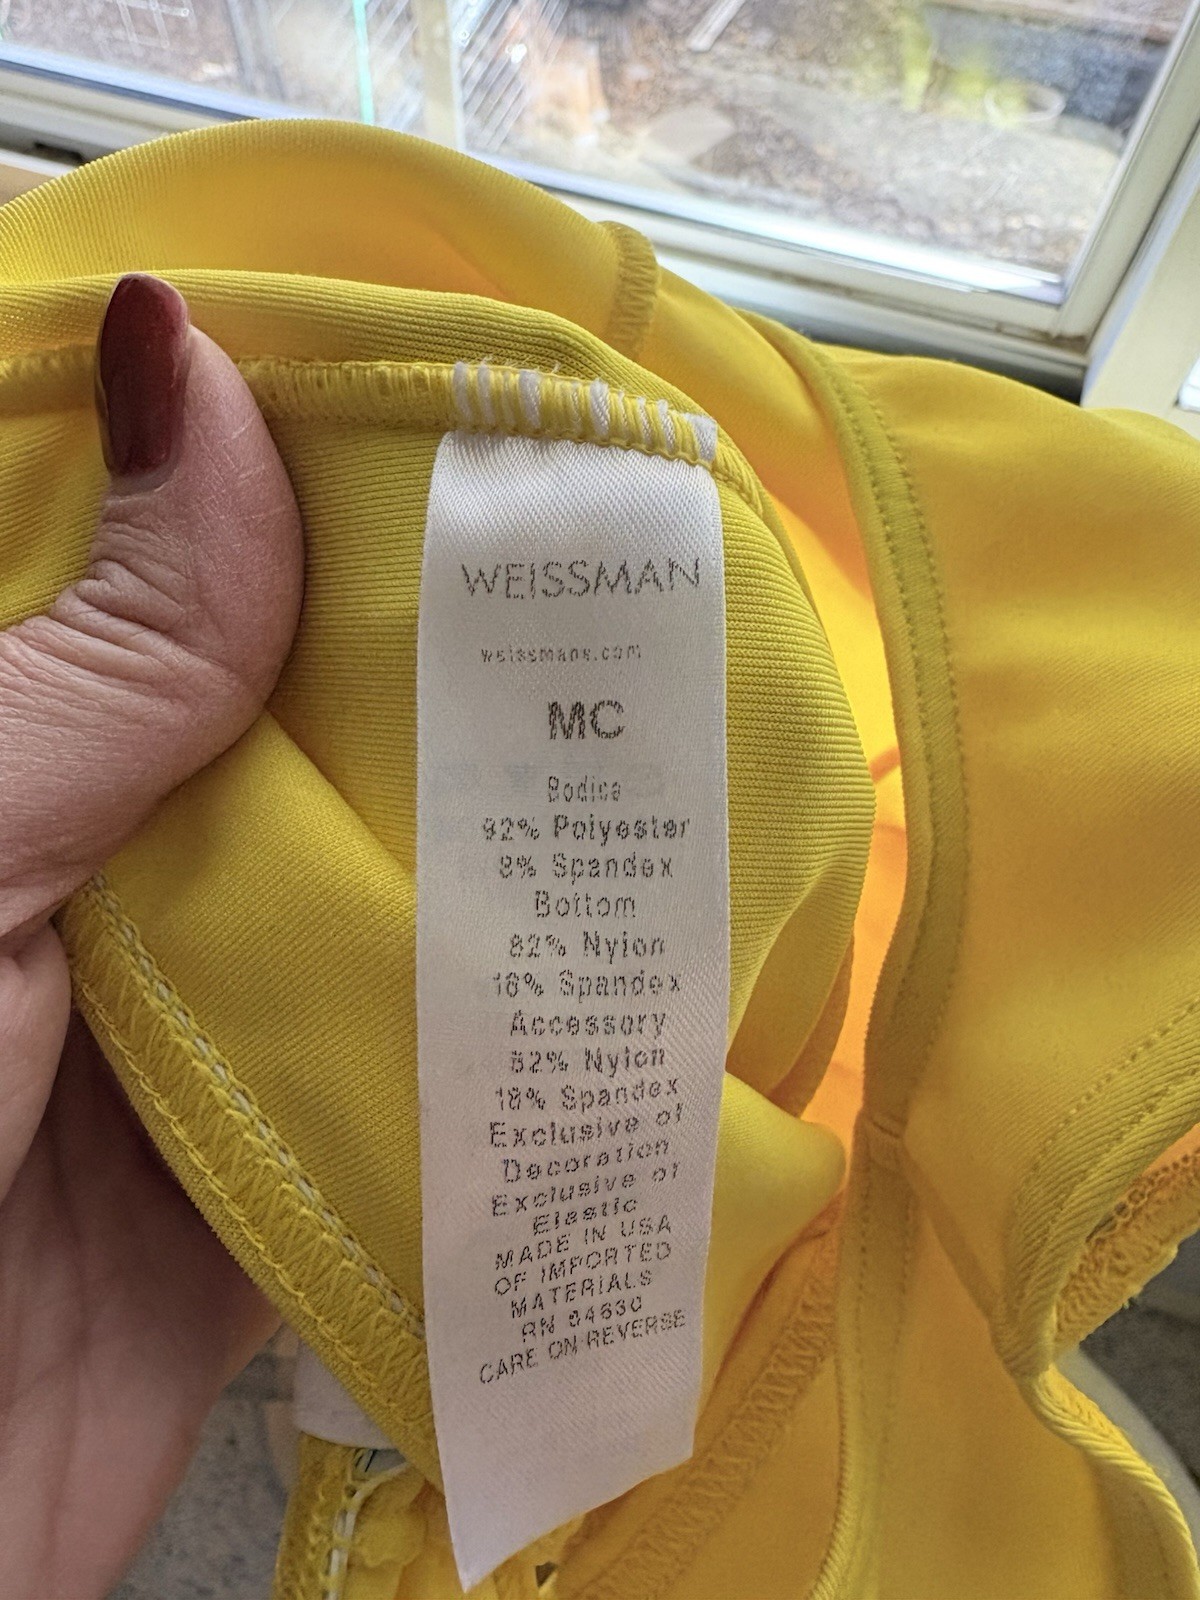 WEISSMAN
weissmans.com
MC
Bodice
92% Polyester
8% Spandex
Bottom
82% Nylon
18% Spandex
Accessory
82% Nylon
18% Spandex
Exclusive of
Decoration
Exclusive of
Elastic
MADE IN USA
OF IMPORTED
MATERIALS
RN
CARE ON REVERSE